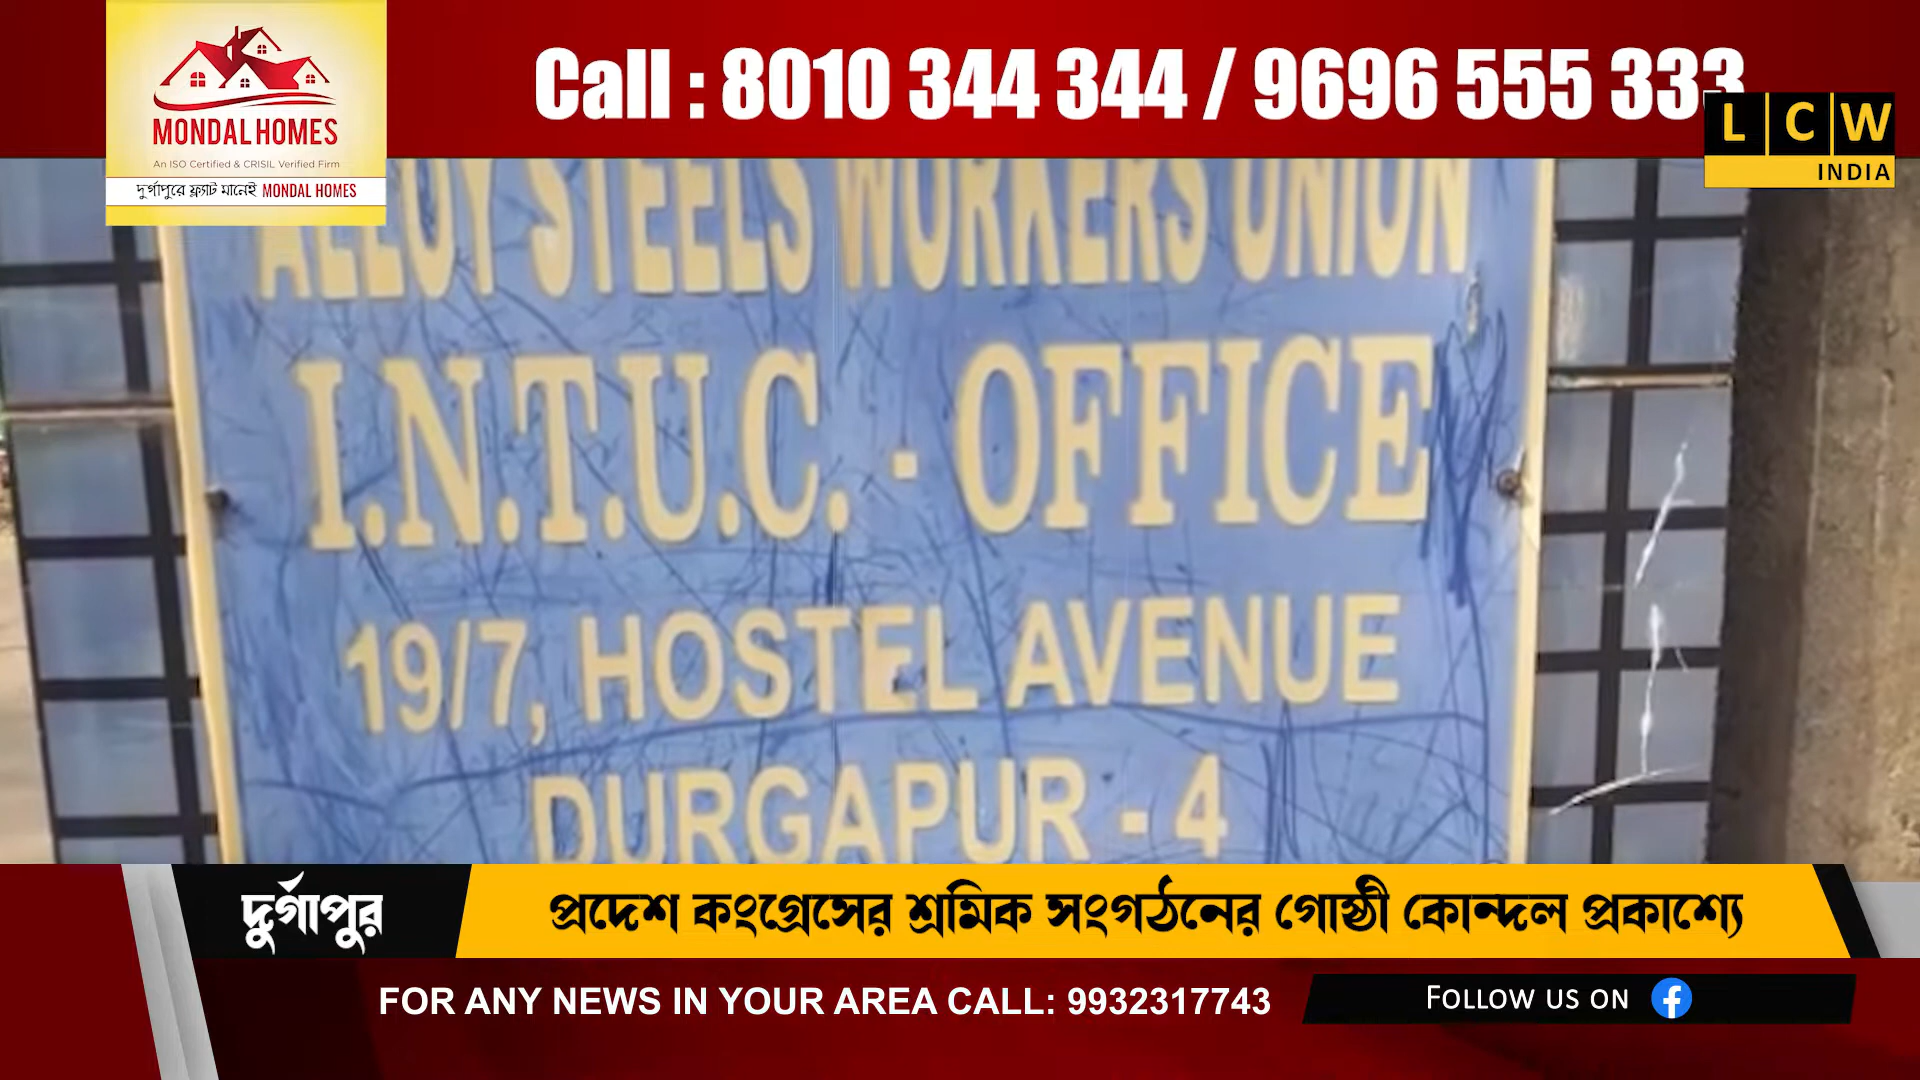 MONDAL HOMES
An ISO Certified & CRISIL Verified Firm
দুর্গাপুরে ফ্ল্যাট মানেই MONDAL HOMES
Call : 8010 344 344 / 9696 555 333
L C W
INDIA
ALLOY STEELS WORKERS UNION
I.N.T.U.C. - OFFICE
19/7, HOSTEL AVENUE
DURGAPUR - 4
দুর্গাপুর
প্রদেশ কংগ্রেসের শ্রমিক সংগঠনের গোষ্ঠী কোন্দল প্রকাশ্যে
FOR ANY NEWS IN YOUR AREA CALL: 9932317743
FOLLOW US ON